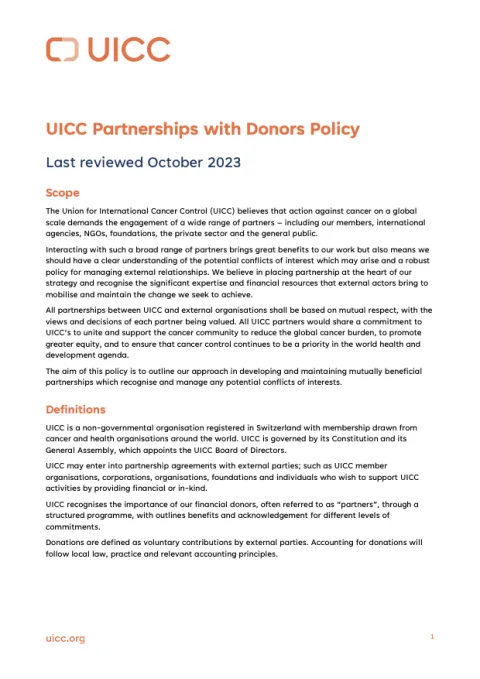 UICC
UICC Partnerships with Donors Policy
Last reviewed October 2023
Scope
The Union for International Cancer Control (UICC) believes that action against cancer on a global
scale demands the engagement of a wide range of partners – including our members, international
agencies, NGOs, foundations, the private sector and the general public.
Interacting with such a broad range of partners brings great benefits to our work but also means we
should have a clear understanding of the potential conflicts of interest which may arise and a robust
policy for managing external relationships. We believe in placing partnership at the heart of our
strategy and recognise the significant expertise and financial resources that external actors bring to
mobilise and maintain the change we seek to achieve.
All partnerships between UICC and external organisations shall be based on mutual respect, with the
views and decisions of each partner being valued. All UICC partners would share a commitment to
UICC's to unite and support the cancer community to reduce the global cancer burden, to promote
greater equity, and to ensure that cancer control continues to be a priority in the world health and
development agenda.
The aim of this policy is to outline our approach in developing and maintaining mutually beneficial
partnerships which recognise and manage any potential conflicts of interests.
Definitions
UICC is a non-governmental organisation registered in Switzerland with membership drawn from
cancer and health organisations around the world. UICC is governed by its Constitution and its
General Assembly, which appoints the UICC Board of Directors.
UICC may enter into partnership agreements with external parties; such as UICC member
organisations, corporations, organisations, foundations and individuals who wish to support UICC
activities by providing financial or in-kind.
UICC recognises the importance of our financial donors, often referred to as “partners”, through a
structured programme, with outlines benefits and acknowledgement for different levels of
commitments.
Donations are defined as voluntary contributions by external parties. Accounting for donations will
follow local law, practice and relevant accounting principles.
uicc.org
1